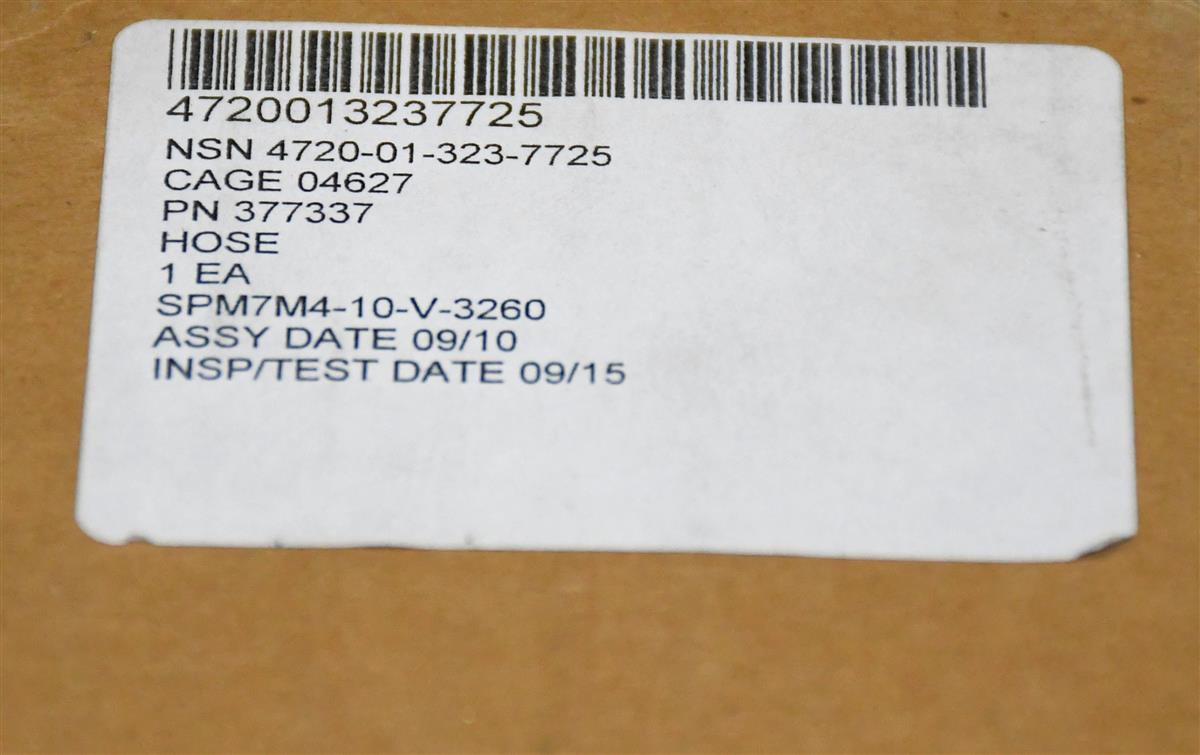 4720013237725
NSN 4720-01-323-7725
CAGE 04627
PN 377337
HOSE
1 EA
SPM7M4-10-V-3260
ASSY DATE 09/10
INSP/TEST DATE 09/15